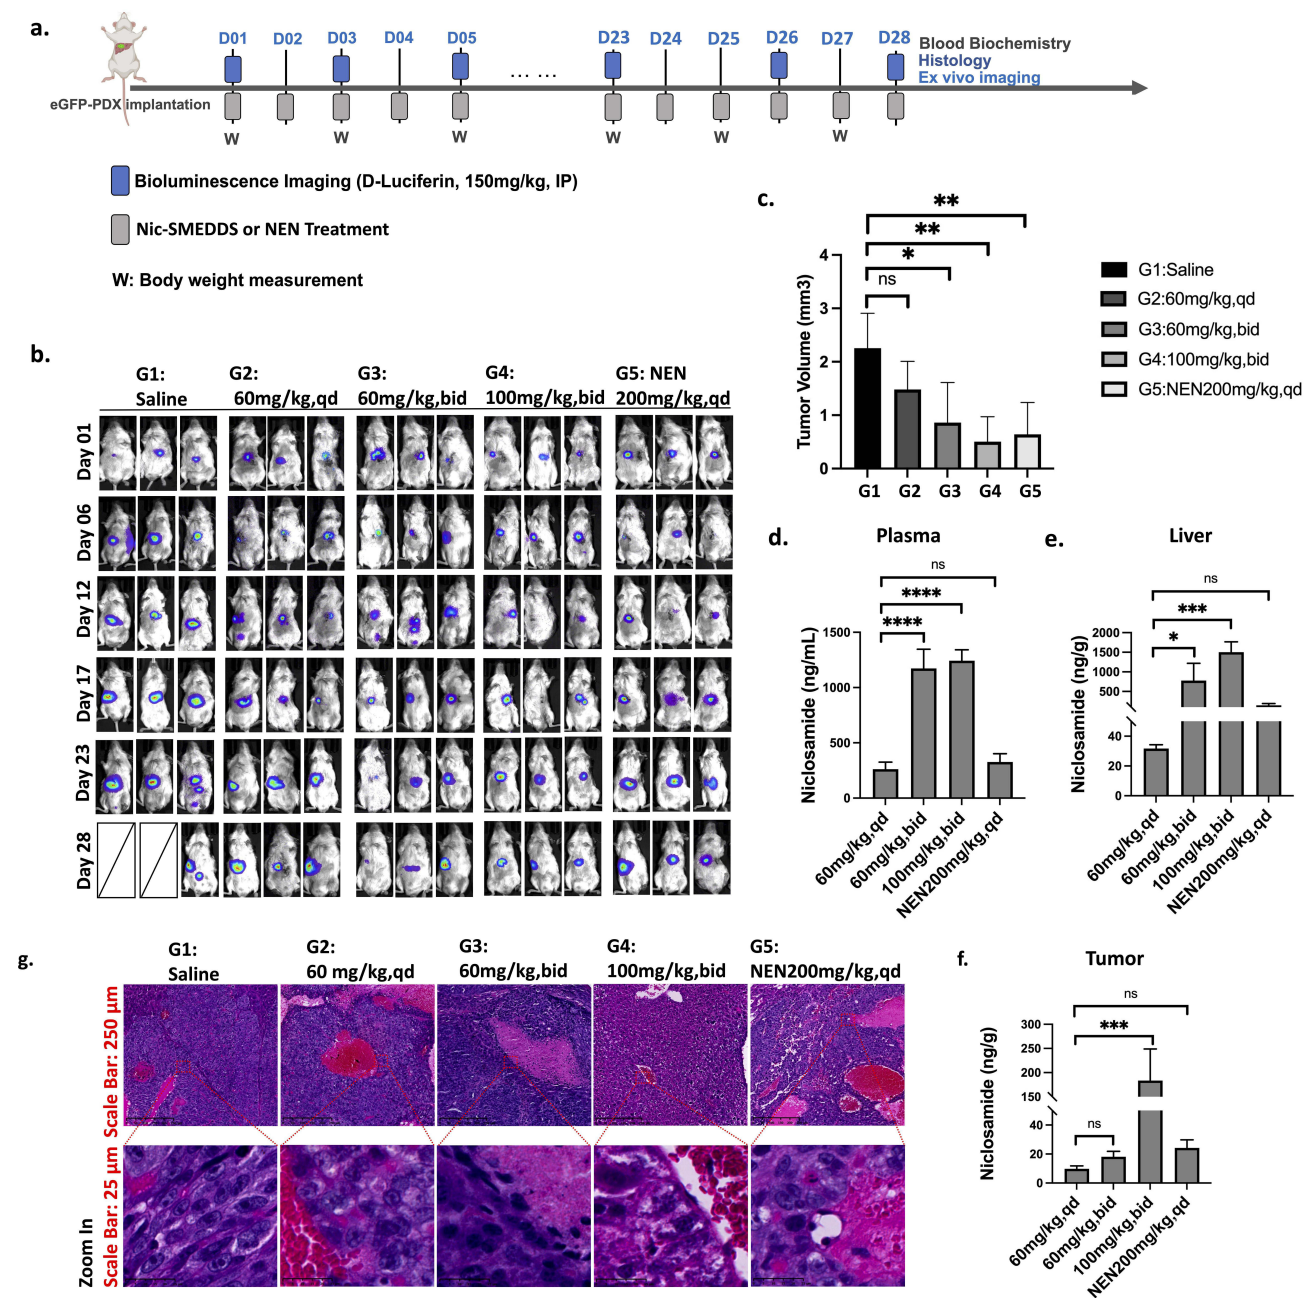 a.
D01 D02 D03 D04 D05 D23 D24 D25 D26 D27 D28
Blood Biochemistry
Histology
Ex vivo imaging
... ...
eGFP-PDX implantation
W W W W W W
Bioluminescence Imaging (D-Luciferin, 150mg/kg, IP)
Nic-SMEDDS or NEN Treatment
W: Body weight measurement
b.
G1: Saline
G2: 60mg/kg,qd
G3: 60mg/kg,bid
G4: 100mg/kg,bid
G5: NEN 200mg/kg,qd
Day 01
Day 06
Day 12
Day 17
Day 23
Day 28
c.
**
**
*
ns
Tumor Volume (mm3)
4
3
2
1
0
G1 G2 G3 G4 G5
G1:Saline
G2:60mg/kg,qd
G3:60mg/kg,bid
G4:100mg/kg,bid
G5:NEN200mg/kg,qd
d.
Plasma
ns
****
****
Niclosamide (ng/mL)
1500
1000
500
0
60mg/kg,qd
60mg/kg,bid
100mg/kg,bid
NEN200mg/kg,qd
e.
Liver
ns
***
*
Niclosamide (ng/g)
2000
1500
1000
500
40
20
0
60mg/kg,qd
60mg/kg,bid
100mg/kg,bid
NEN200mg/kg,qd
g.
G1: Saline
G2: 60 mg/kg,qd
G3: 60mg/kg,bid
G4: 100mg/kg,bid
G5: NEN200mg/kg,qd
Scale Bar: 250 µm
Zoom In
Scale Bar: 25 µm
f.
Tumor
ns
***
ns
Niclosamide (ng/g)
300
250
200
150
40
20
0
60mg/kg,qd
60mg/kg,bid
100mg/kg,bid
NEN200mg/kg,qd